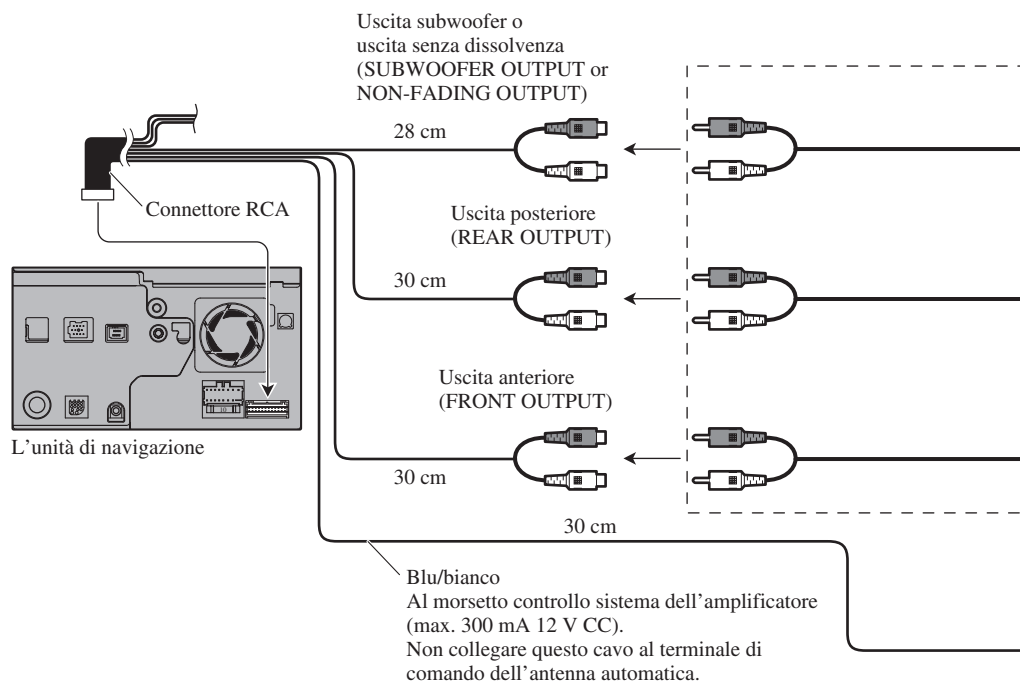 Uscita subwoofer o
uscita senza dissolvenza
(SUBWOOFER OUTPUT or
NON-FADING OUTPUT)
28 cm
Connettore RCA
Uscita posteriore
(REAR OUTPUT)
30 cm
Uscita anteriore
(FRONT OUTPUT)
L'unità di navigazione
30 cm
30 cm
Blu/bianco
Al morsetto controllo sistema dell'amplificatore
(max. 300 mA 12 V CC).
Non collegare questo cavo al terminale di
comando dell'antenna automatica.